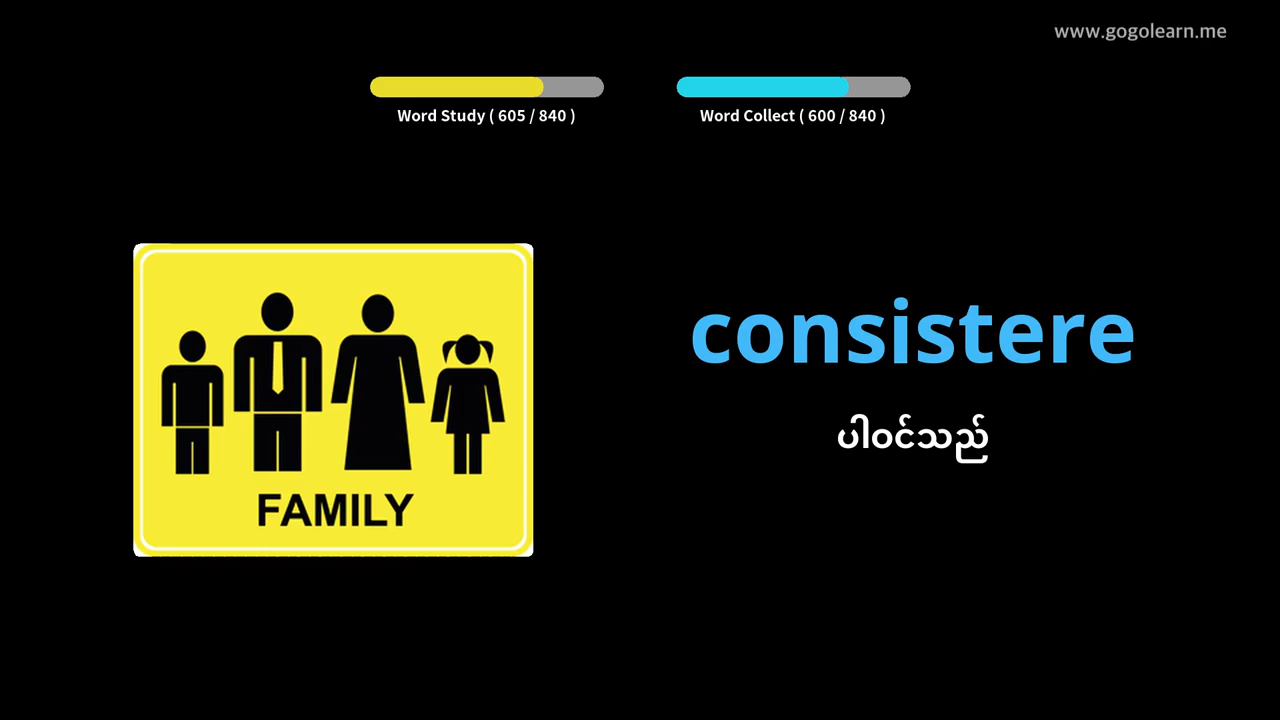 www.gogolearn.me
Word Study ( 605 / 840 )
Word Collect ( 600 / 840 )
consistere
ပါဝင်သည်
FAMILY